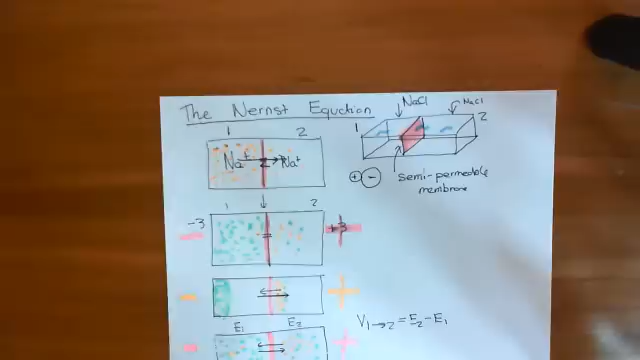 The Nernst Equation
NaCl
NaCl
1
2
1
2
Na⁺
Na⁺
+
−
semi-permeable
membrane
1
2
-3
+3
V₁→₂ = E₂ − E₁
E₁
E₂